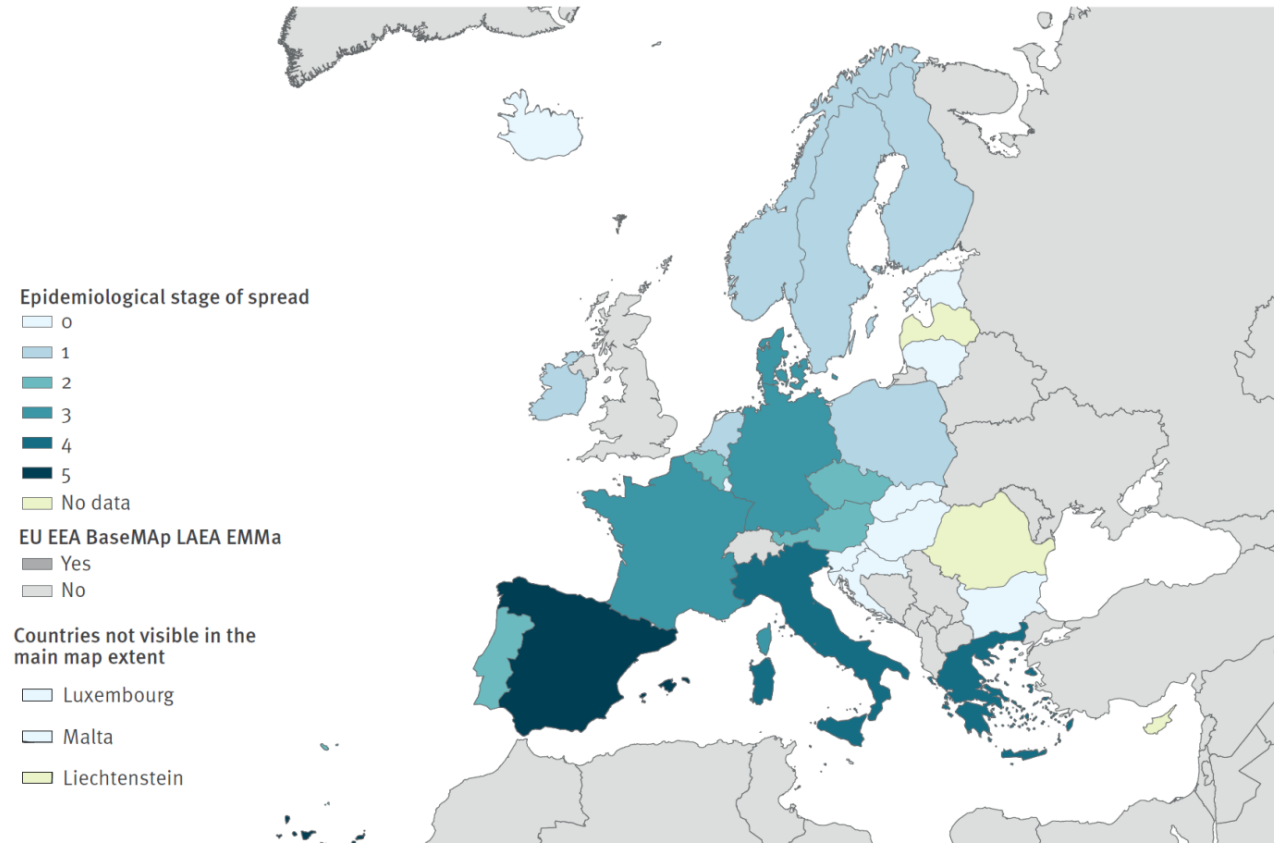 Epidemiological stage of spread
0
1
2
3
4
5
No data
EU EEA BaseMAp LAEA EMMa
Yes
No
Countries not visible in the
main map extent
Luxembourg
Malta
Liechtenstein